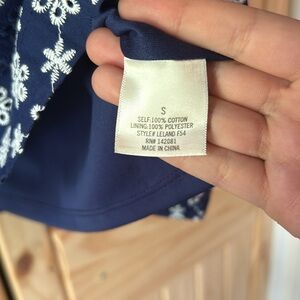 S
SELF:100% COTTON
LINING:100% POLYESTER
STYLE# LELAND F54
RN# 142081
MADE IN CHINA